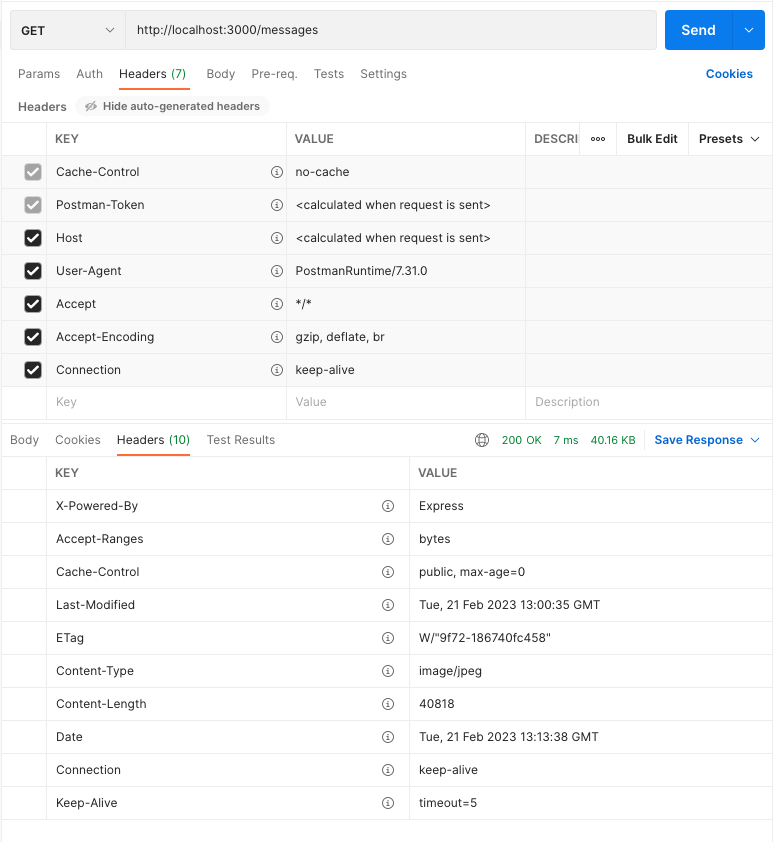 GET http://localhost:3000/messages Send
Params Auth Headers (7) Body Pre-req. Tests Settings Cookies
Headers Hide auto-generated headers
KEY VALUE DESCRI ooo Bulk Edit Presets
Cache-Control no-cache
Postman-Token <calculated when request is sent>
Host <calculated when request is sent>
User-Agent PostmanRuntime/7.31.0
Accept */*
Accept-Encoding gzip, deflate, br
Connection keep-alive
Key Value Description
Body Cookies Headers (10) Test Results 200 OK 7 ms 40.16 KB Save Response
KEY VALUE
X-Powered-By Express
Accept-Ranges bytes
Cache-Control public, max-age=0
Last-Modified Tue, 21 Feb 2023 13:00:35 GMT
ETag W/"9f72-186740fc458"
Content-Type image/jpeg
Content-Length 40818
Date Tue, 21 Feb 2023 13:13:38 GMT
Connection keep-alive
Keep-Alive timeout=5